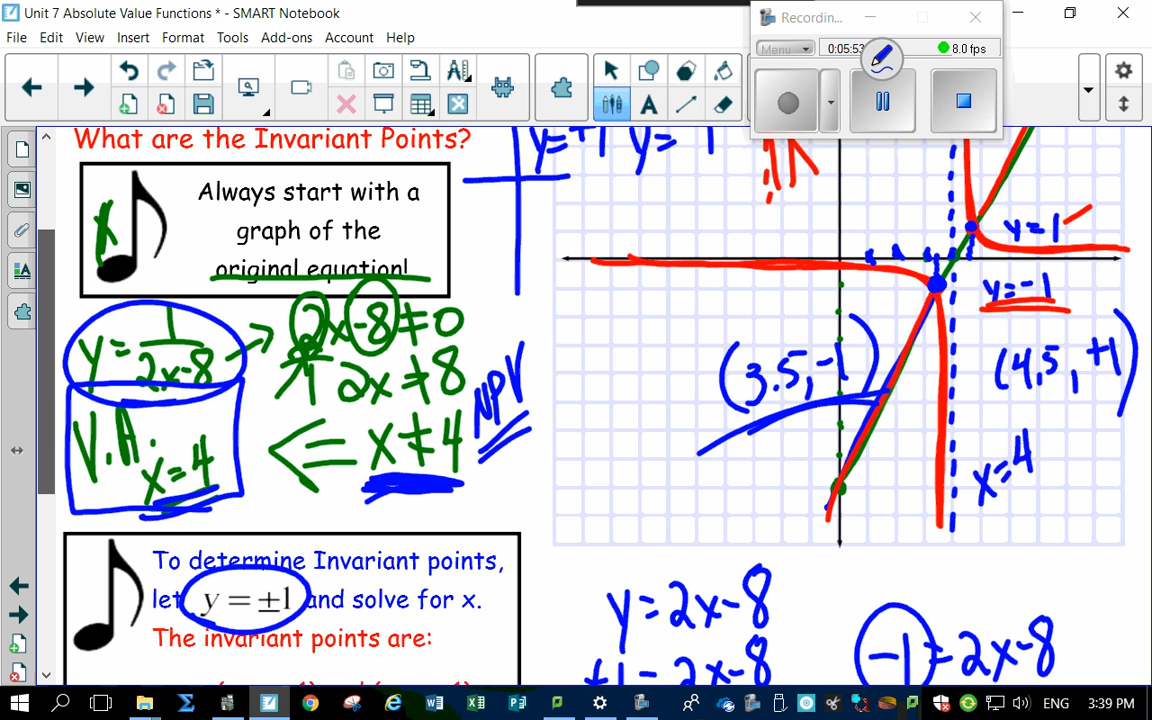 Unit 7 Absolute Value Functions * - SMART Notebook
Recordin...
File Edit View Insert Format Tools Add-ons Account Help
Menu 0:05:53 8.0 fps
What are the Invariant Points?
Always start with a
graph of the
original equation!
y = 1/2x-8
2x-8≠0
2x≠8
x≠4
NPV
V.A: x=4
y=+1 y=
y=1
y=-1
(3.5,-1)
(4.5,+1)
x=4
To determine Invariant points,
let y = ±1 and solve for x.
The invariant points are:
y=2x-8
+1=2x-8
-1=2x-8
ENG 3:39 PM